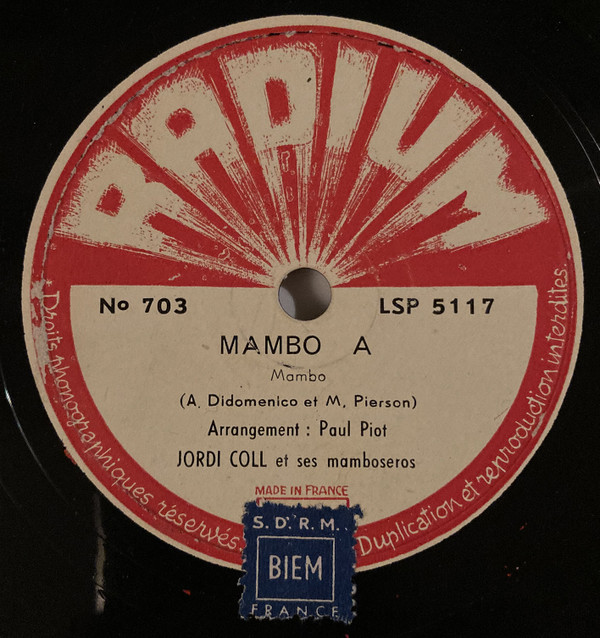 RADIUM
No 703 LSP 5117
MAMBO A
Mambo
(A. Didomenico et M. Pierson)
Arrangement : Paul Piot
JORDI COLL et ses mamboseros
MADE IN FRANCE
Droits phonographiques réservés.
Duplication et reproduction interdites.
S.D.R.M.
BIEM
FRANCE